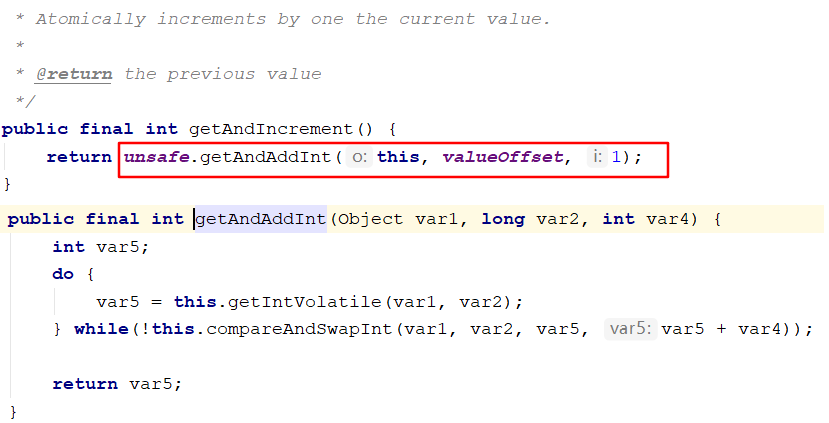 * Atomically increments by one the current value.
*
* @return the previous value
*/
public final int getAndIncrement() {
    return unsafe.getAndAddInt( o: this, valueOffset, i: 1);
}
public final int getAndAddInt(Object var1, long var2, int var4) {
    int var5;
    do {
        var5 = this.getIntVolatile(var1, var2);
    } while(!this.compareAndSwapInt(var1, var2, var5, var5: var5 + var4));
    return var5;
}